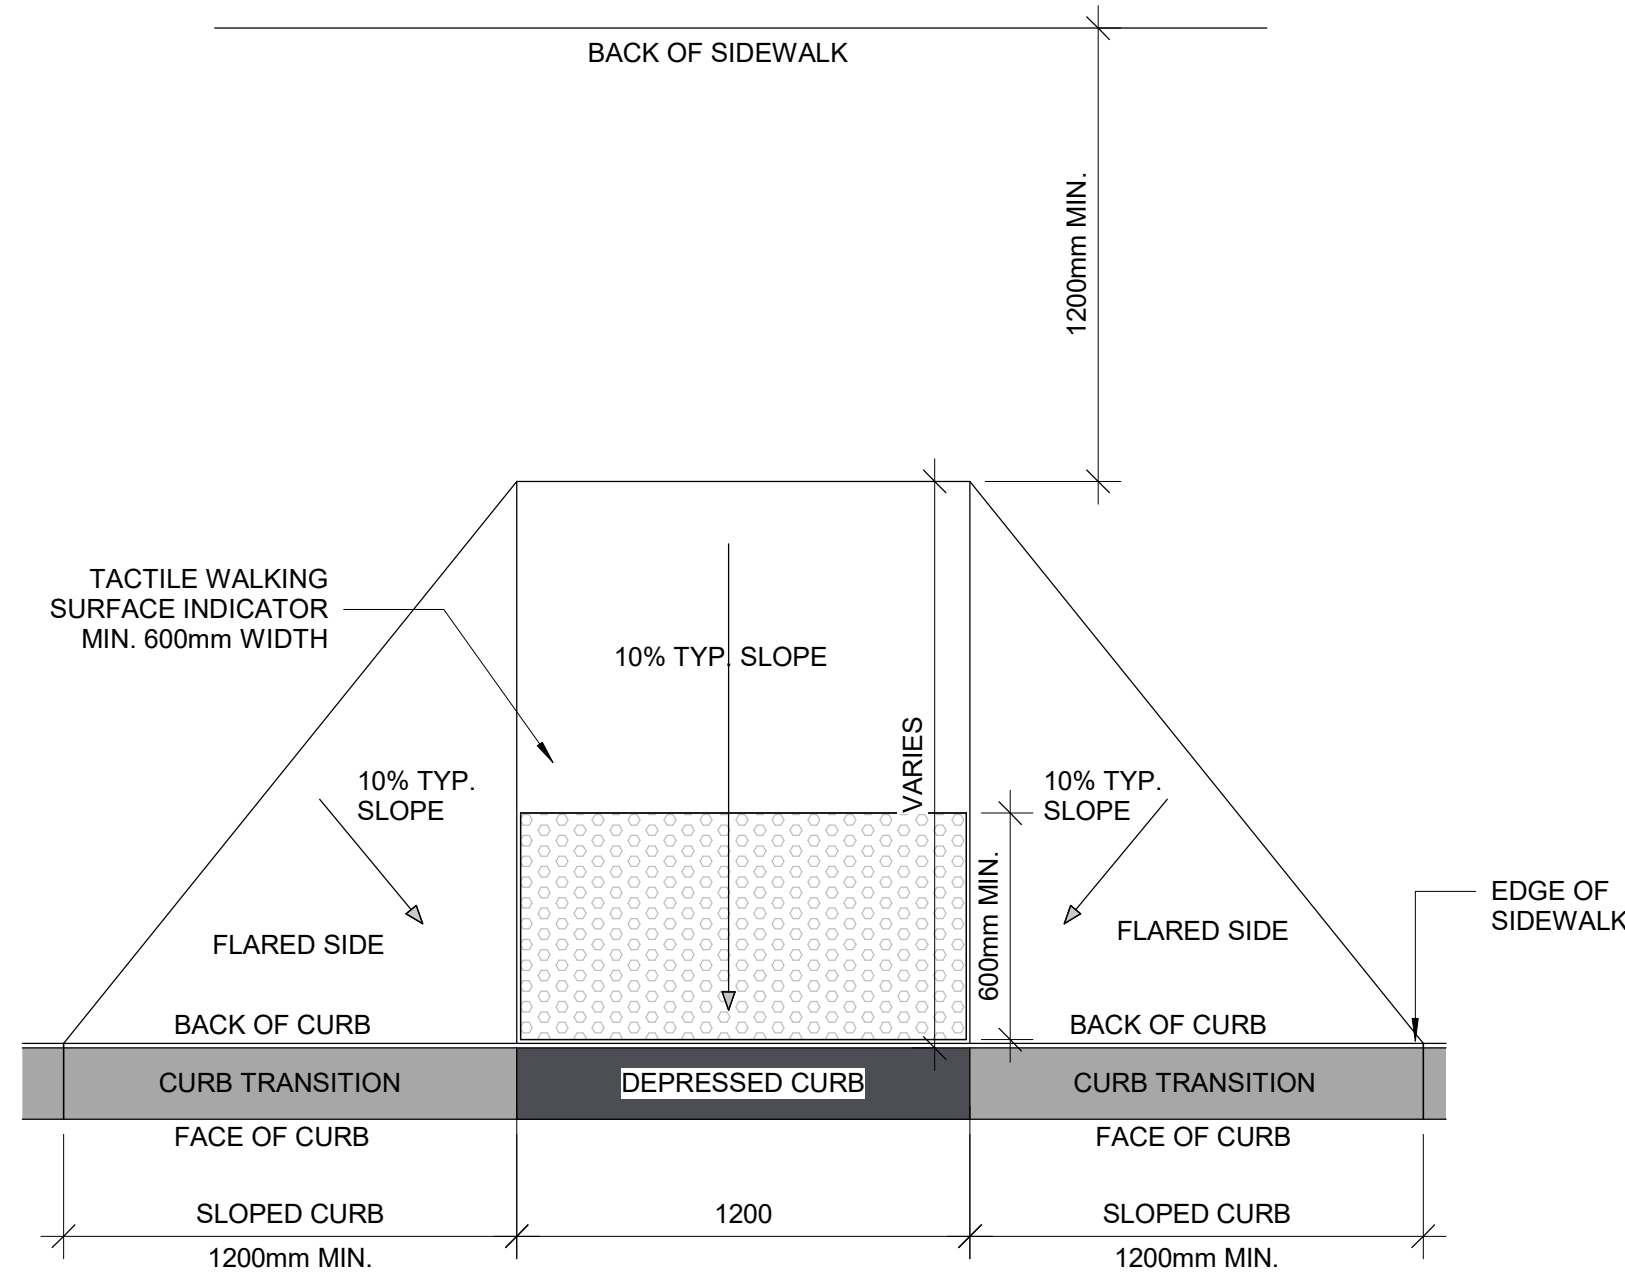 BACK OF SIDEWALK
1200mm MIN.
TACTILE WALKING
SURFACE INDICATOR
MIN. 600mm WIDTH
10% TYP. SLOPE
VARIES
10% TYP.
SLOPE
10% TYP.
SLOPE
600mm MIN.
EDGE OF
SIDEWALK
FLARED SIDE
FLARED SIDE
BACK OF CURB
BACK OF CURB
CURB TRANSITION
DEPRESSED CURB
CURB TRANSITION
FACE OF CURB
FACE OF CURB
SLOPED CURB
1200
SLOPED CURB
1200mm MIN.
1200mm MIN.